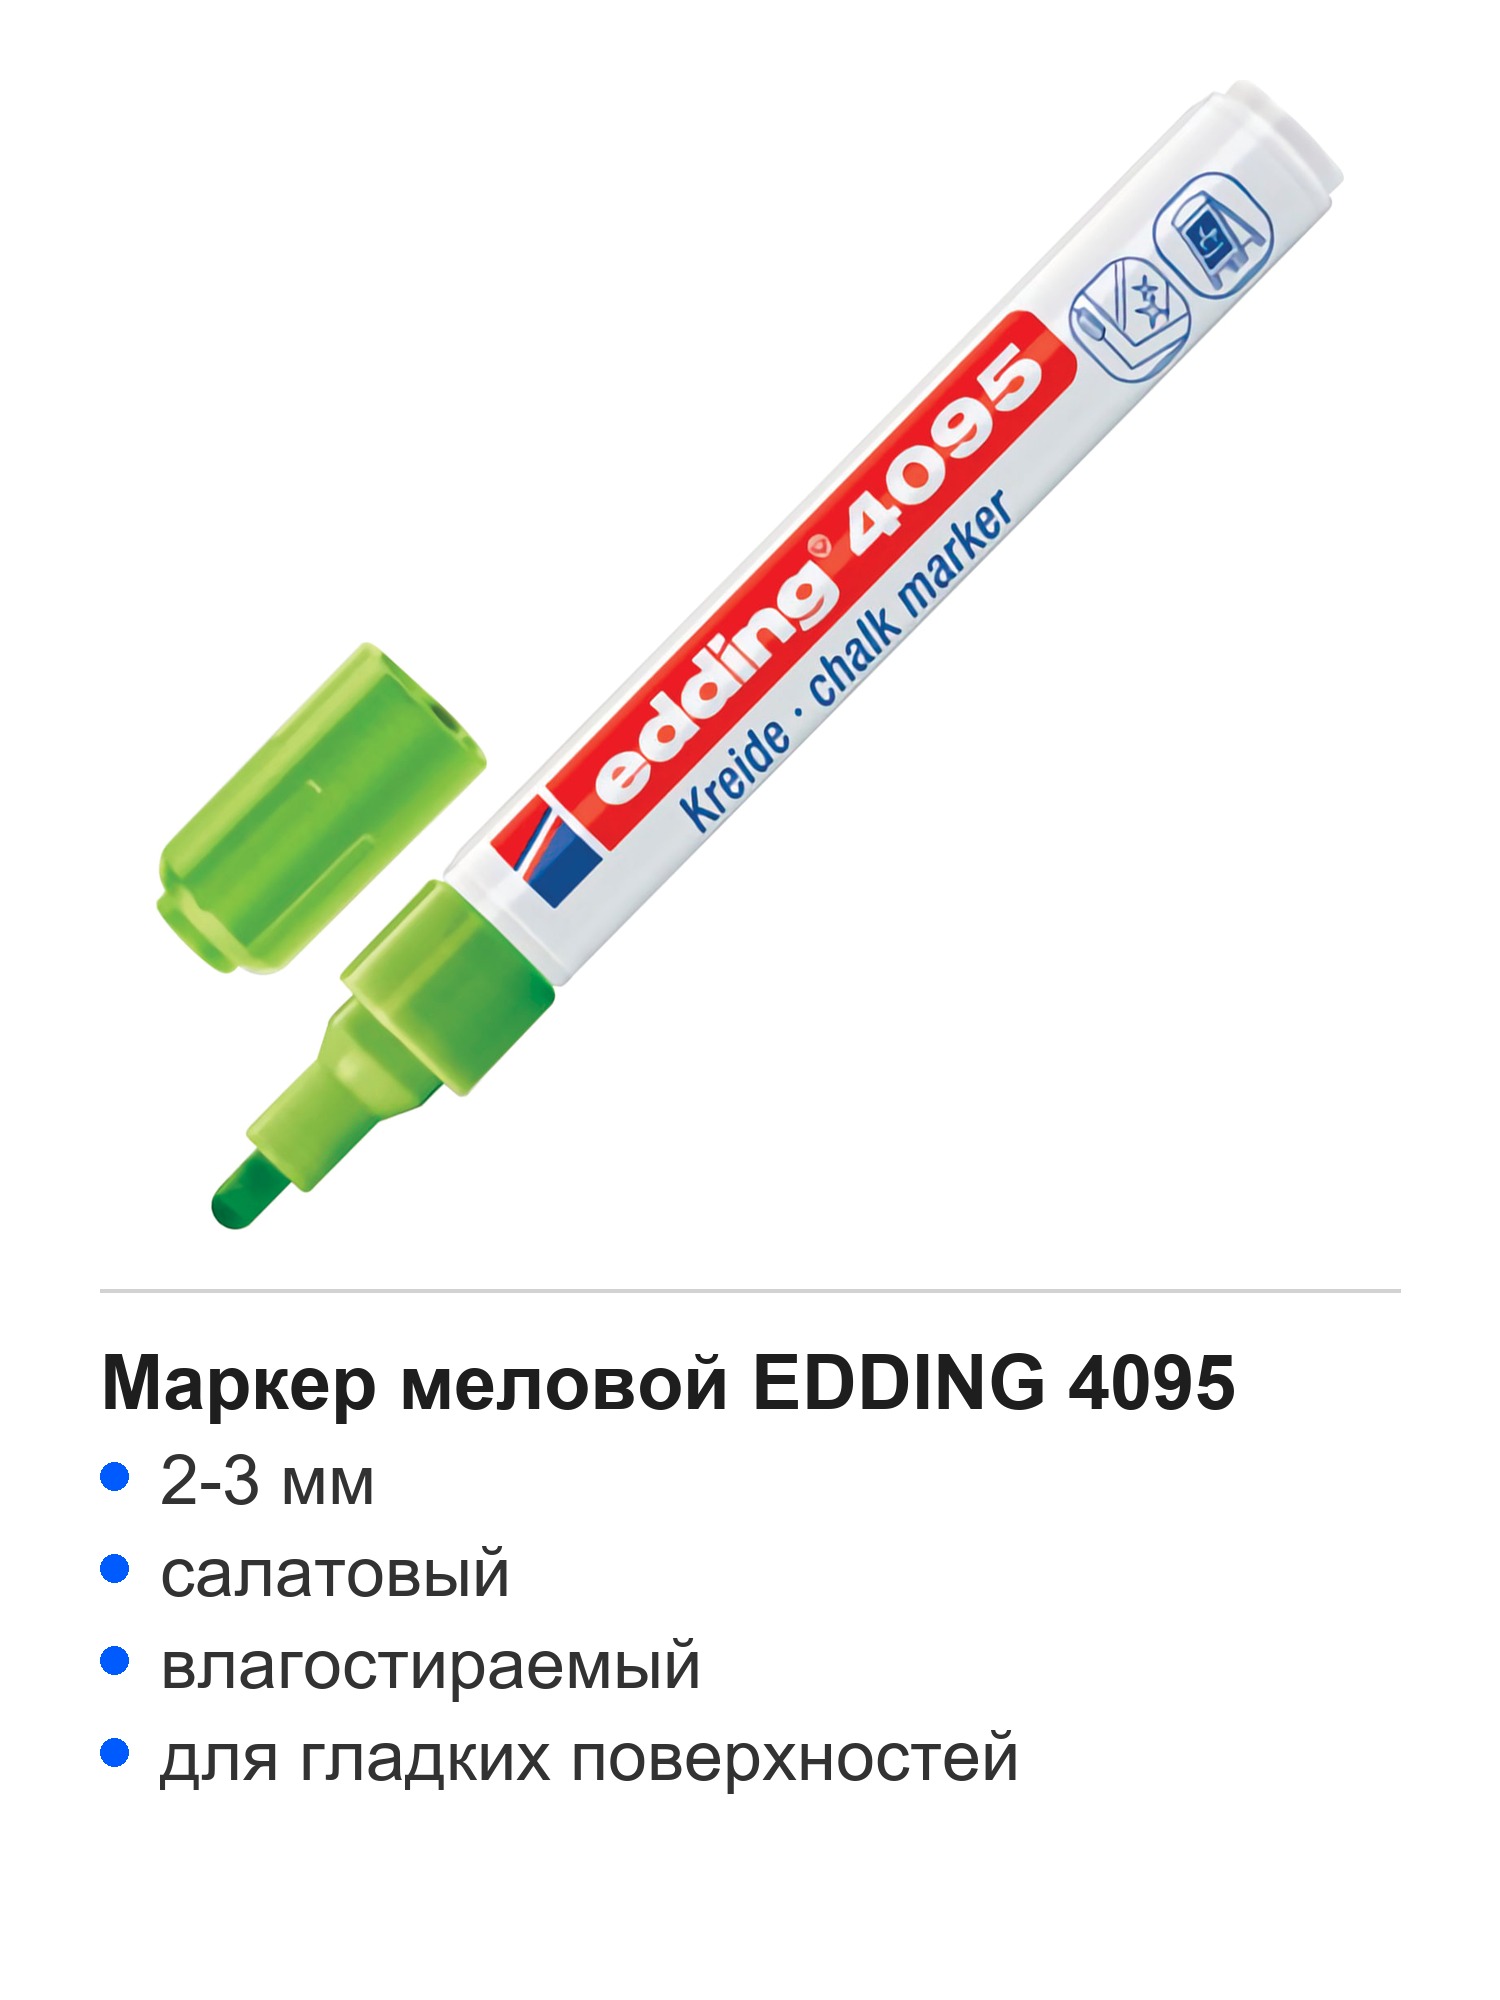 edding® 4095
Kreide · chalk marker
Маркер меловой EDDING 4095
2-3 мм
салатовый
влагостираемый
для гладких поверхностей